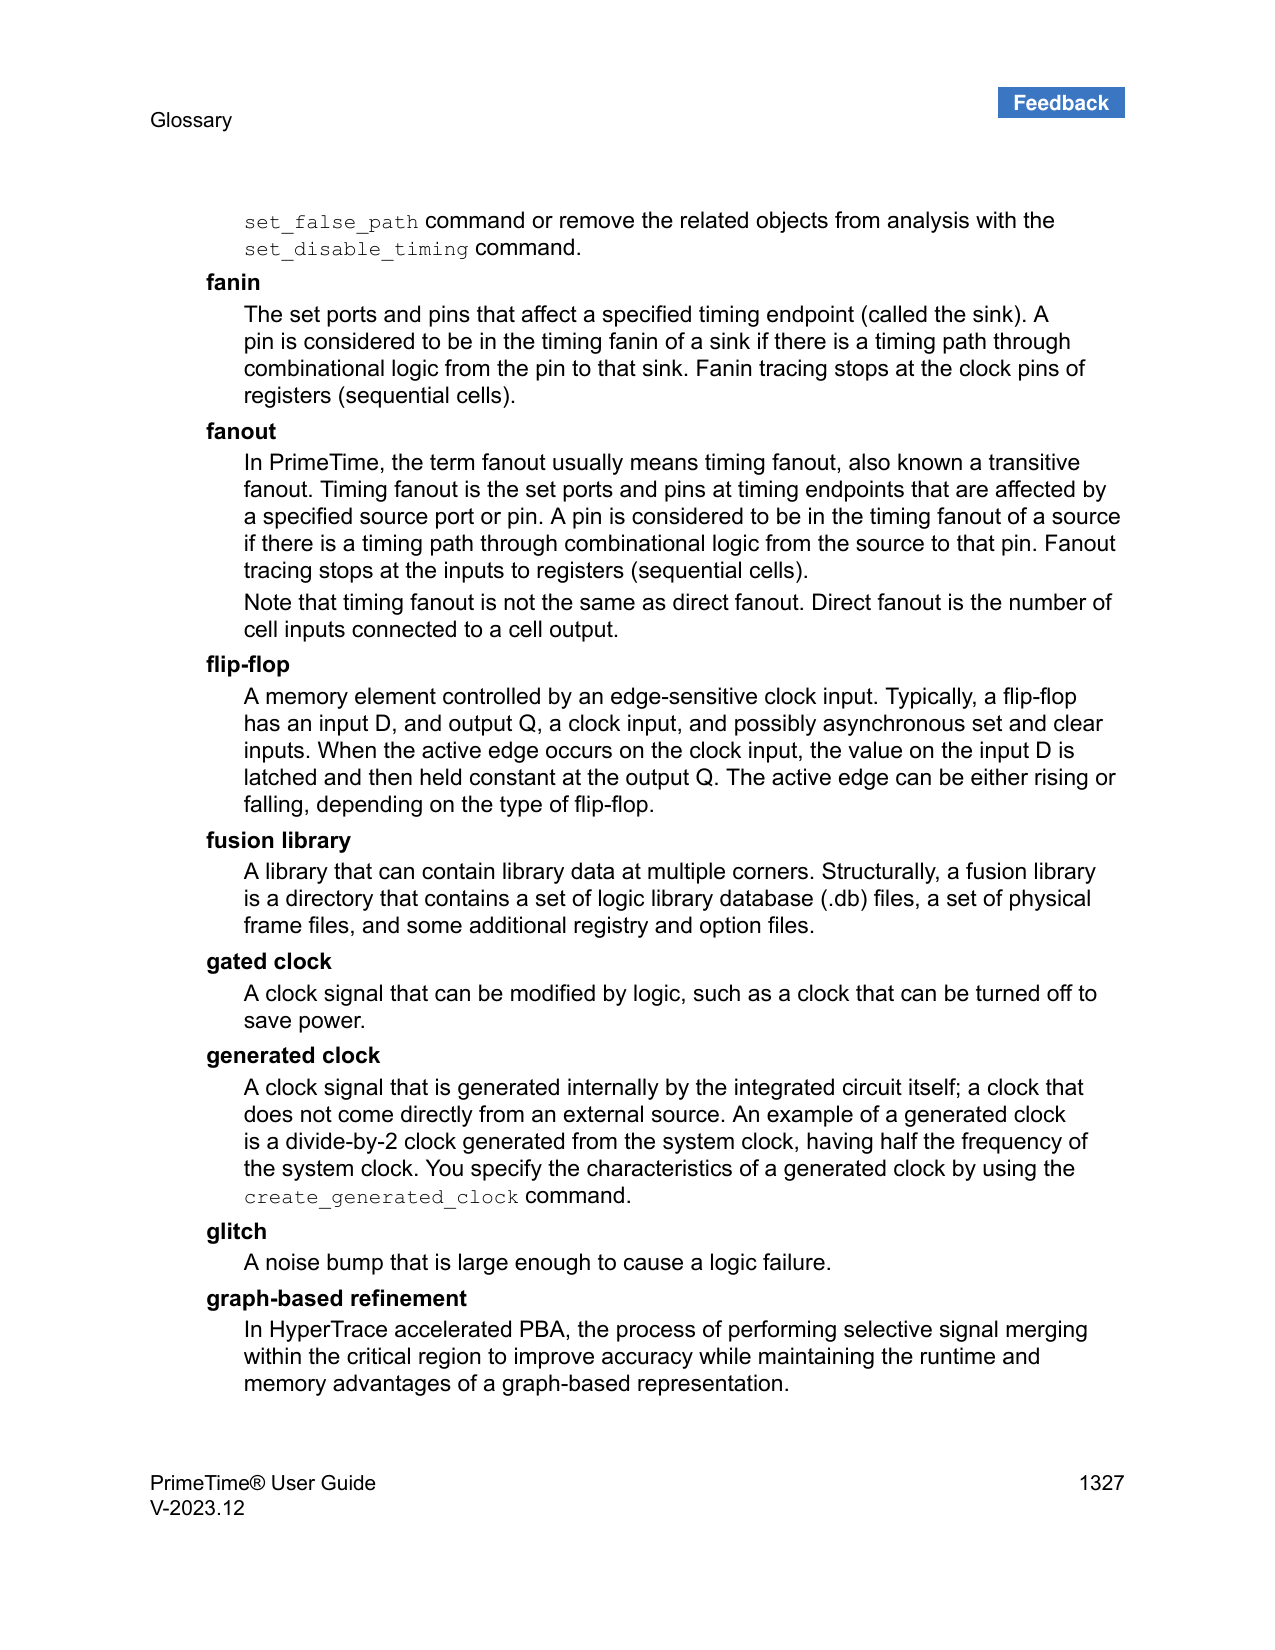 Feedback
Glossary
set_false_path command or remove the related objects from analysis with the
set_disable_timing command.
fanin
The set ports and pins that affect a specified timing endpoint (called the sink). A
pin is considered to be in the timing fanin of a sink if there is a timing path through
combinational logic from the pin to that sink. Fanin tracing stops at the clock pins of
registers (sequential cells).
fanout
In PrimeTime, the term fanout usually means timing fanout, also known a transitive
fanout. Timing fanout is the set ports and pins at timing endpoints that are affected by
a specified source port or pin. A pin is considered to be in the timing fanout of a source
if there is a timing path through combinational logic from the source to that pin. Fanout
tracing stops at the inputs to registers (sequential cells).
Note that timing fanout is not the same as direct fanout. Direct fanout is the number of
cell inputs connected to a cell output.
flip-flop
A memory element controlled by an edge-sensitive clock input. Typically, a flip-flop
has an input D, and output Q, a clock input, and possibly asynchronous set and clear
inputs. When the active edge occurs on the clock input, the value on the input D is
latched and then held constant at the output Q. The active edge can be either rising or
falling, depending on the type of flip-flop.
fusion library
A library that can contain library data at multiple corners. Structurally, a fusion library
is a directory that contains a set of logic library database (.db) files, a set of physical
frame files, and some additional registry and option files.
gated clock
A clock signal that can be modified by logic, such as a clock that can be turned off to
save power.
generated clock
A clock signal that is generated internally by the integrated circuit itself; a clock that
does not come directly from an external source. An example of a generated clock
is a divide-by-2 clock generated from the system clock, having half the frequency of
the system clock. You specify the characteristics of a generated clock by using the
create_generated_clock command.
glitch
A noise bump that is large enough to cause a logic failure.
graph-based refinement
In HyperTrace accelerated PBA, the process of performing selective signal merging
within the critical region to improve accuracy while maintaining the runtime and
memory advantages of a graph-based representation.
PrimeTime® User Guide
1327
V-2023.12